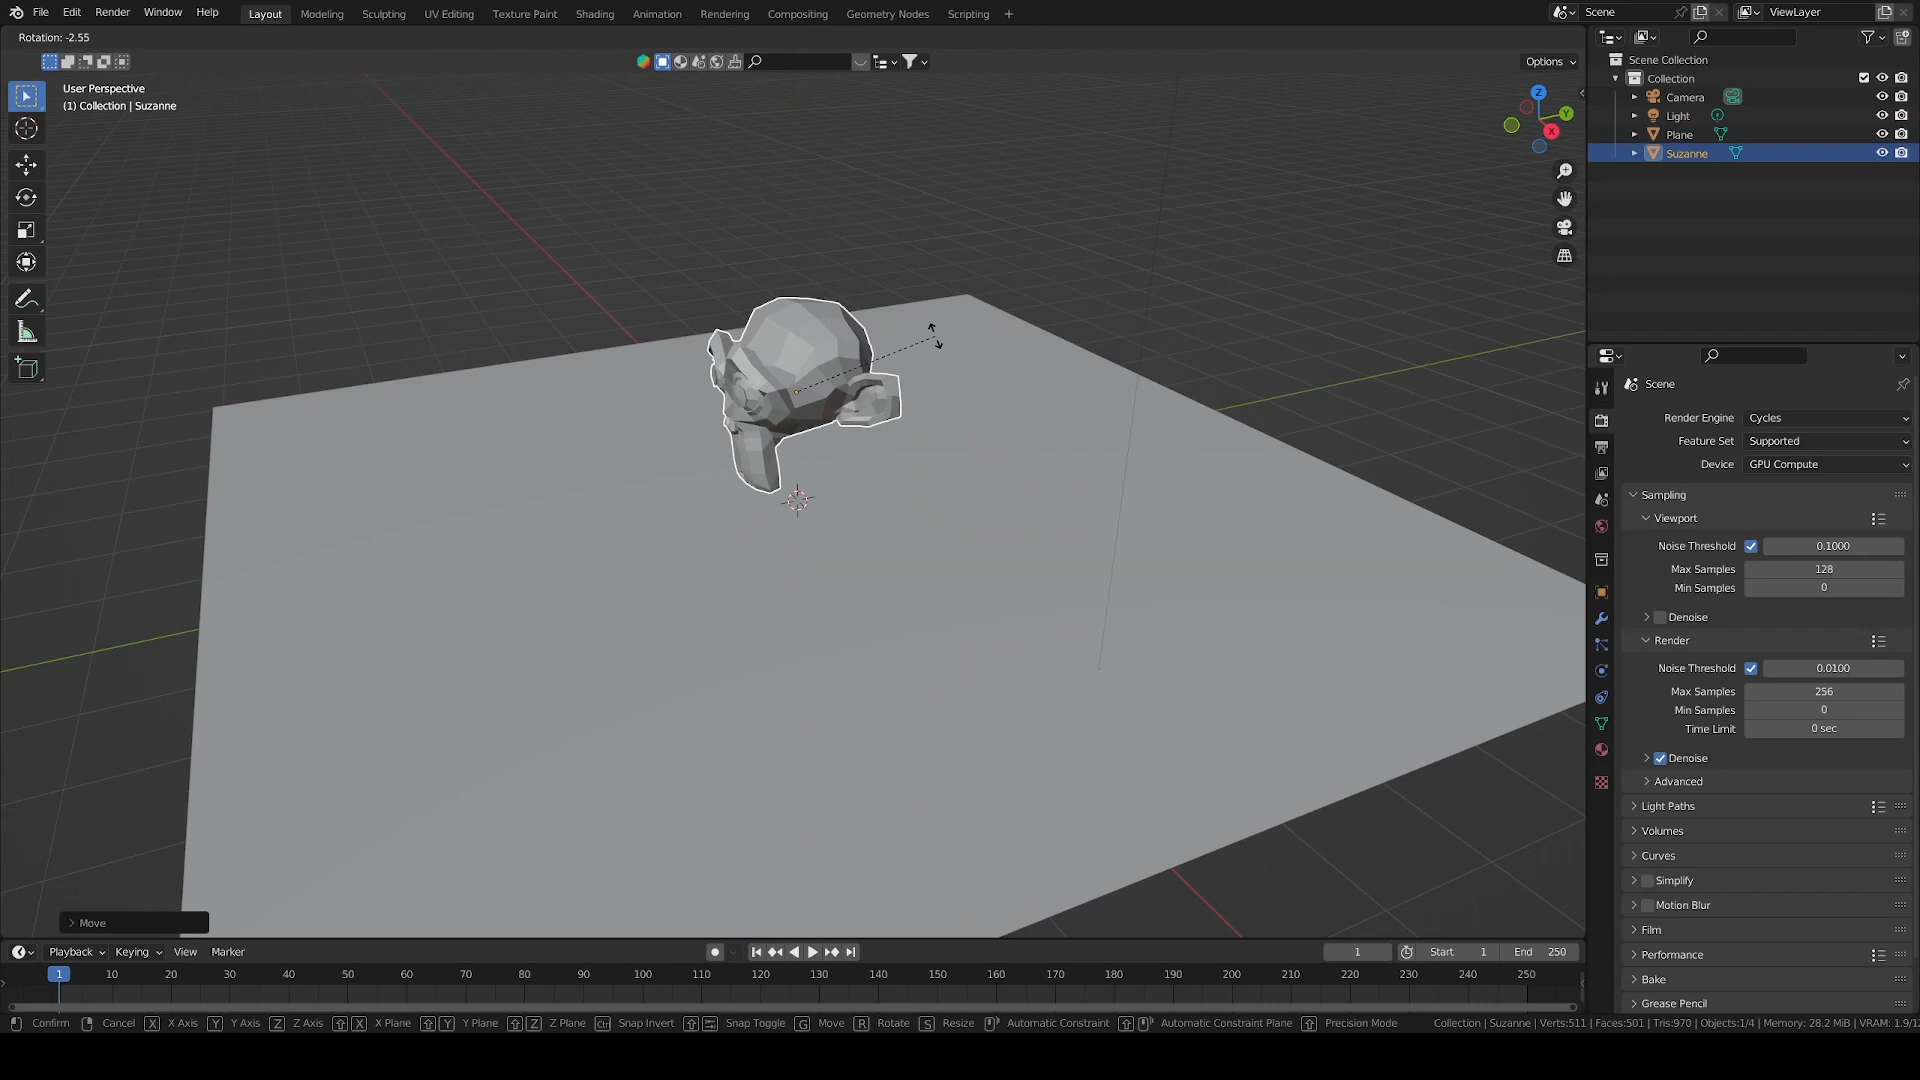 File Edit Render Window Help Layout Modeling Sculpting UV Editing Texture Paint Shading Animation Rendering Compositing Geometry Nodes Scripting + Scene ViewLayer
Rotation: -2.55
Options
User Perspective
(1) Collection | Suzanne
Z
Y
X
Scene Collection
Collection
Camera
Light
Plane
Suzanne
Scene
Render Engine Cycles
Feature Set Supported
Device GPU Compute
Sampling
Viewport
Noise Threshold 0.1000
Max Samples 128
Min Samples 0
Denoise
Render
Noise Threshold 0.0100
Max Samples 256
Min Samples 0
Time Limit 0 sec
Denoise
Advanced
Light Paths
Volumes
Curves
Simplify
Motion Blur
Film
Performance
Bake
Grease Pencil
Move
Playback Keying View Marker 1 Start 1 End 250
1 10 20 30 40 50 60 70 80 90 100 110 120 130 140 150 160 170 180 190 200 210 220 230 240 250
Confirm Cancel X X Axis Y Y Axis Z Z Axis X X Plane Y Y Plane Z Z Plane Ctrl Snap Invert Snap Toggle G Move R Rotate S Resize Automatic Constraint Automatic Constraint Plane Precision Mode Collection | Suzanne | Verts:511 | Faces:501 | Tris:970 | Objects:1/4 | Memory: 28.2 MiB | VRAM: 1.9/1